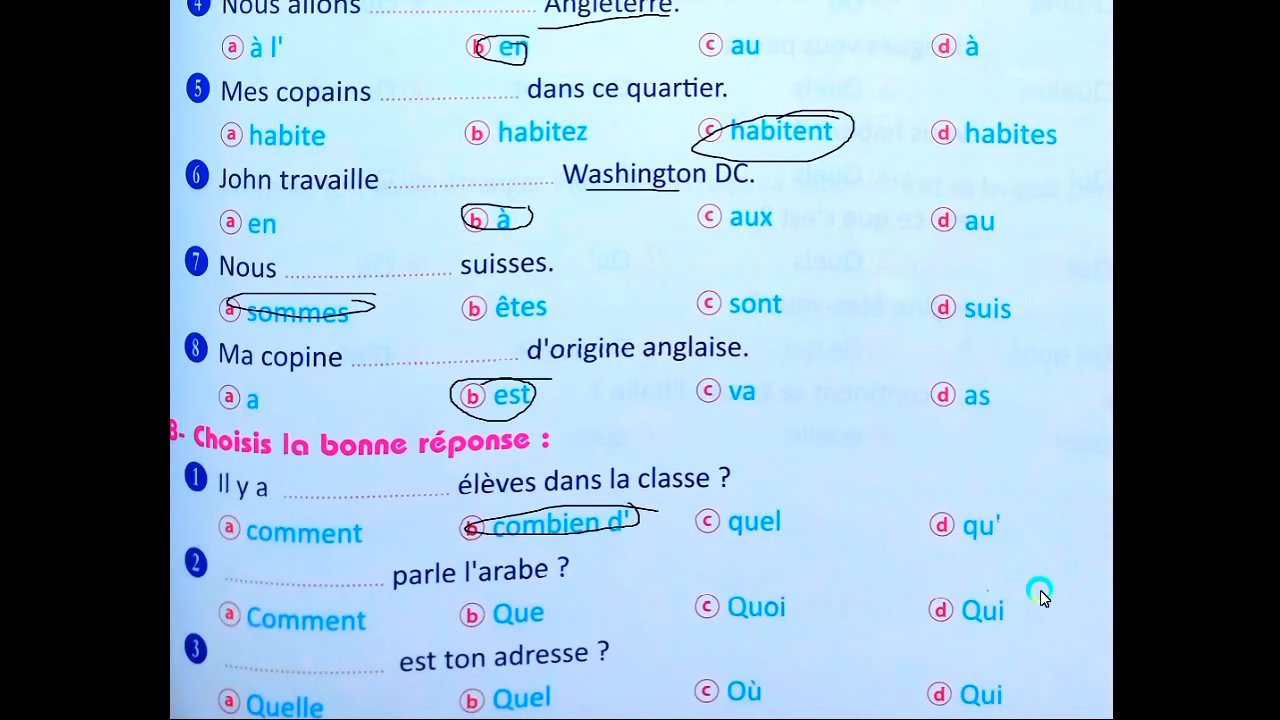 4 Nous allons .................... Angleterre.
a à l' b en c au d à
5 Mes copains .................... dans ce quartier.
a habite b habitez c habitent d habites
6 John travaille .................... Washington DC.
a en b à c aux d au
7 Nous .................... suisses.
a sommes b êtes c sont d suis
8 Ma copine .................... d'origine anglaise.
a a b est c va d as
3- Choisis la bonne réponse :
1 Il y a .................... élèves dans la classe ?
a comment b combien d' c quel d qu'
2 .................... parle l'arabe ?
a Comment b Que c Quoi d Qui
3 .................... est ton adresse ?
a Quelle b Quel c Où d Qui